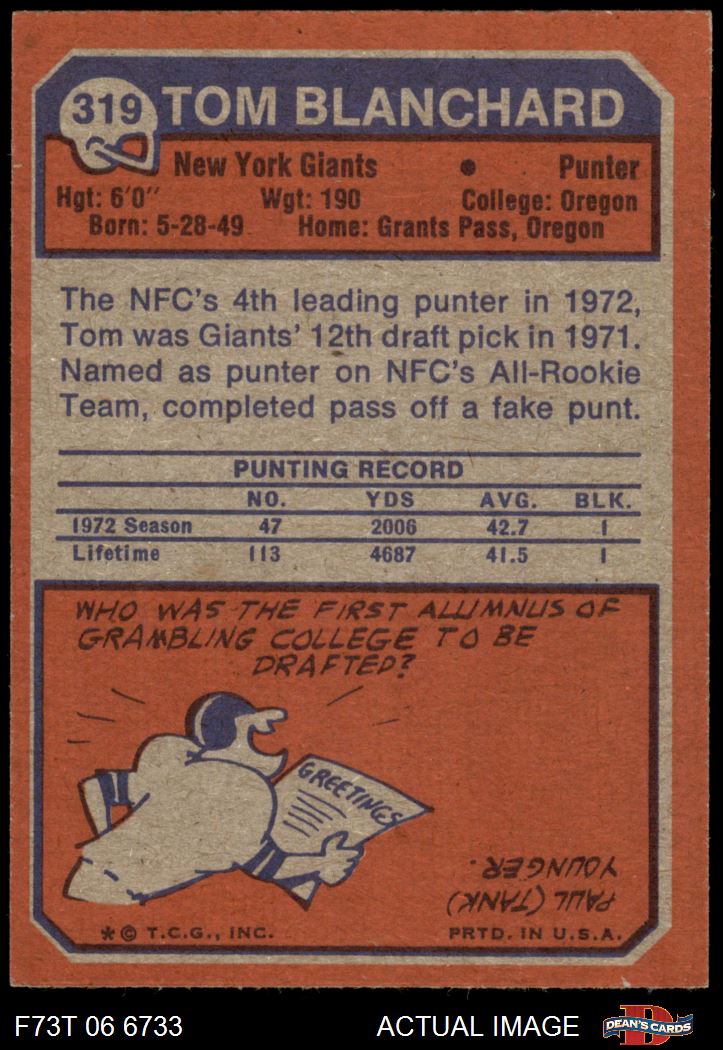 319 TOM BLANCHARD
New York Giants • Punter
Hgt: 6'0" Wgt: 190 College: Oregon
Born: 5-28-49 Home: Grants Pass, Oregon
The NFC's 4th leading punter in 1972,
Tom was Giants' 12th draft pick in 1971.
Named as punter on NFC's All-Rookie
Team, completed pass off a fake punt.
PUNTING RECORD
NO. YDS AVG. BLK.
1972 Season 47 2006 42.7 1
Lifetime 113 4687 41.5 1
WHO WAS THE FIRST ALUMNUS OF
GRAMBLING COLLEGE TO BE
DRAFTED?
GREETINGS
PAUL (TANK)
YOUNGER.
* © T.C.G., INC. PRTD. IN U.S.A.
F73T 06 6733 ACTUAL IMAGE D DEAN'S CARDS